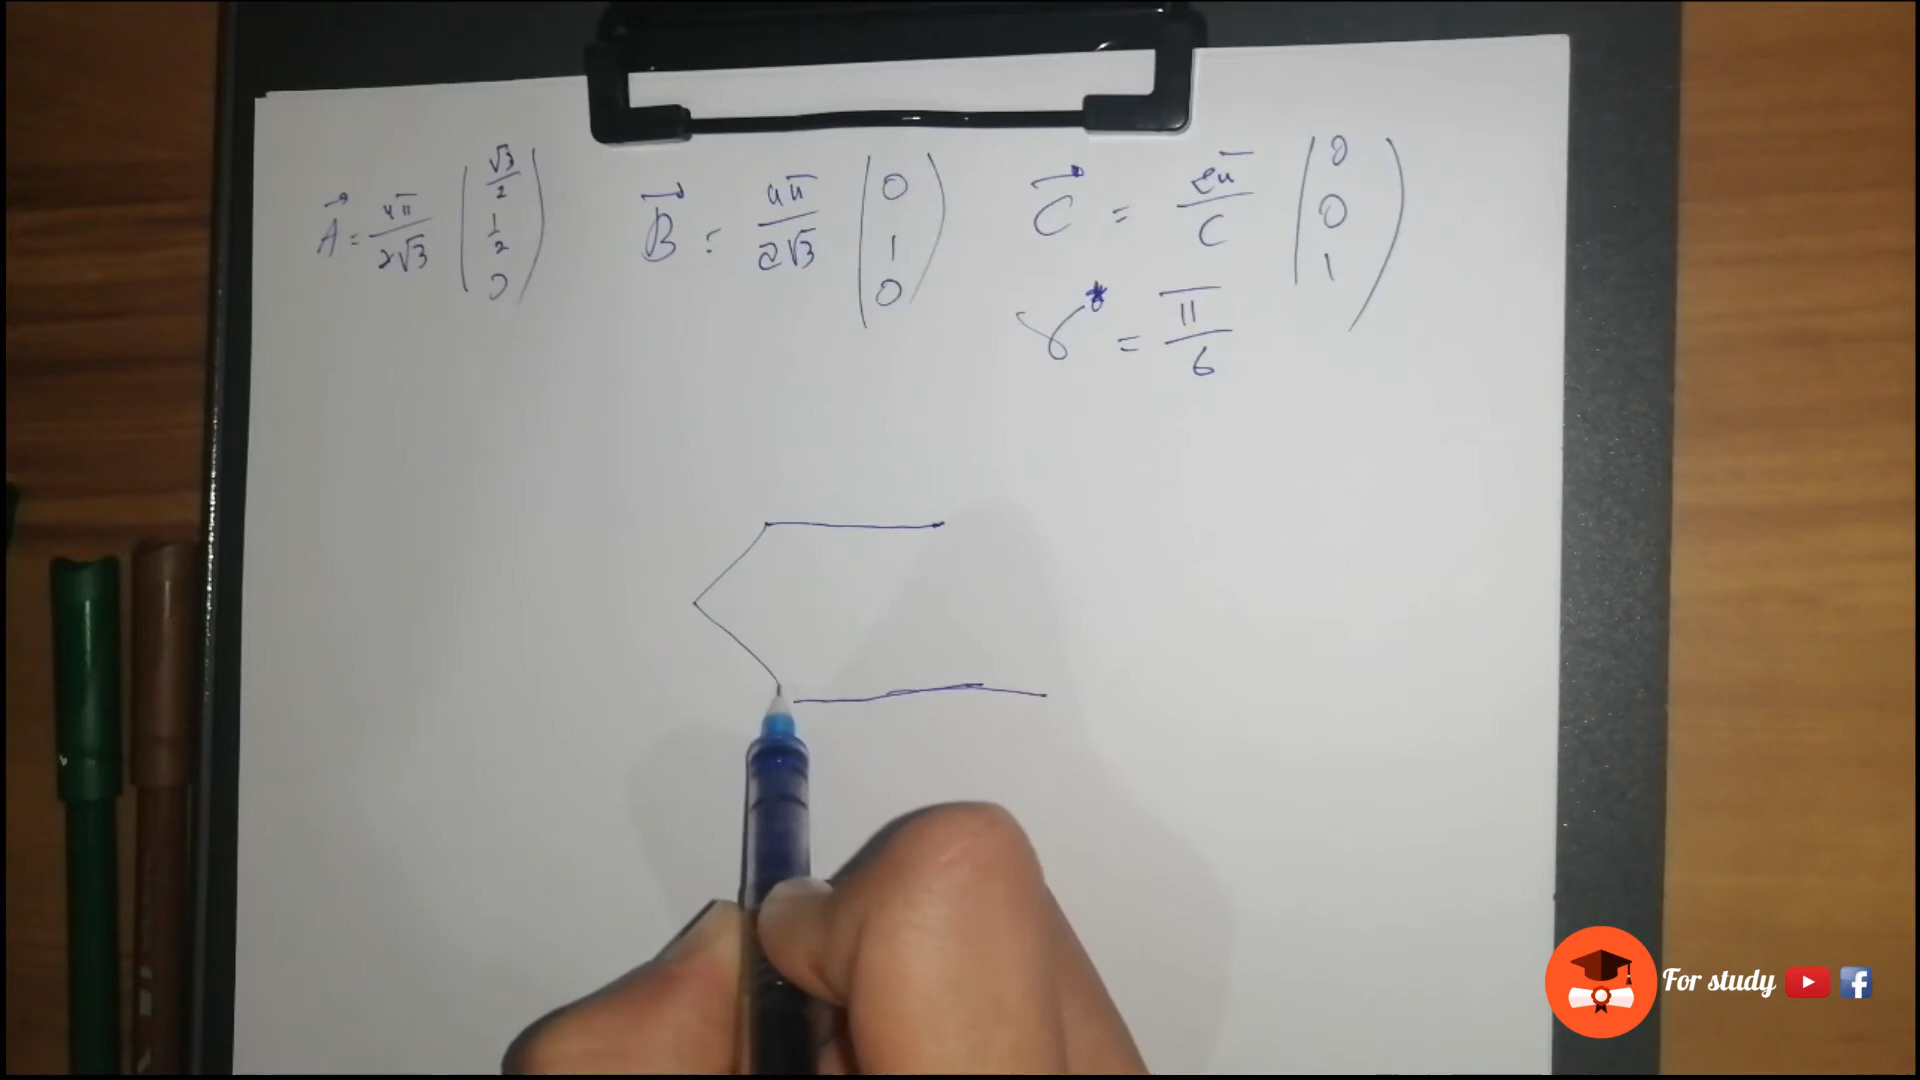 A⃗ = 4π/2√3 (√3/2 1/2 0) B⃗ = 4π/2√3 (0 1 0) C⃗ = 2π/C (0 0 1)
γ* = π/6
For study